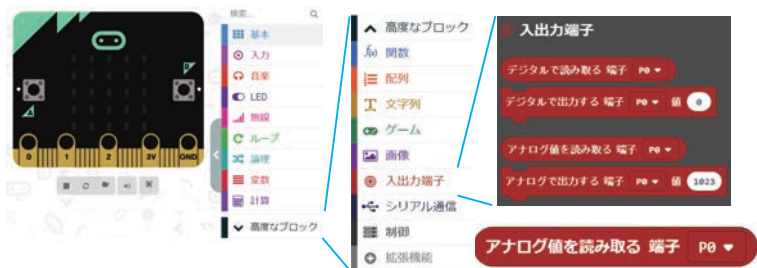 検索...
基本
入力
音楽
LED
無線
ループ
論理
変数
計算
高度なブロック
A
B
0
1
2
3V
GND
高度なブロック
f(x) 関数
配列
T 文字列
ゲーム
画像
入出力端子
シリアル通信
制御
拡張機能
入出力端子
デジタルで読み取る 端子 P0
デジタルで出力する 端子 P0 値 0
アナログ値を読み取る 端子 P0
アナログで出力する 端子 P0 値 1023
アナログ値を読み取る 端子 P0